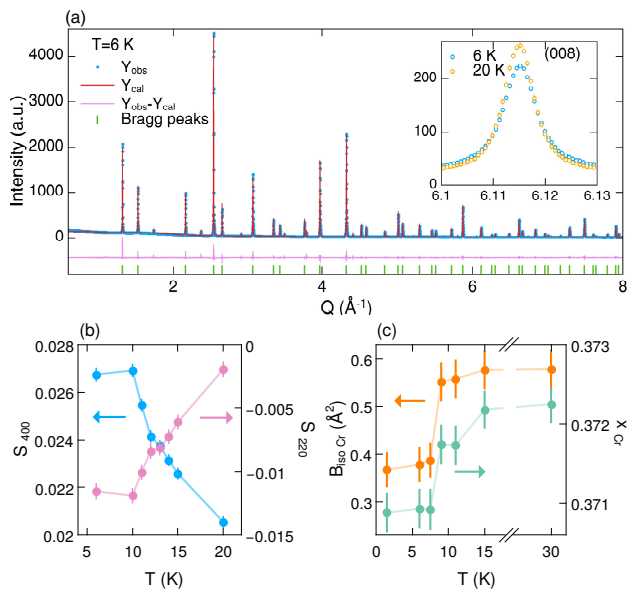 (a)
T=6 K
Y_obs
Y_cal
Y_obs-Y_cal
Bragg peaks
Intensity (a.u.)
4000
3000
2000
1000
0
2
4
6
8
Q (Å⁻¹)
6 K
20 K
(008)
200
100
0
6.1
6.11
6.12
6.13
(b)
S_400
0.028
0.026
0.024
0.022
0.02
0
−0.005
−0.01
−0.015
S_220
5
10
15
20
T (K)
(c)
B_iso Cr (Å²)
0.6
0.5
0.4
0.3
0.373
0.372
0.371
x_Cr
0
5
10
15
30
T (K)